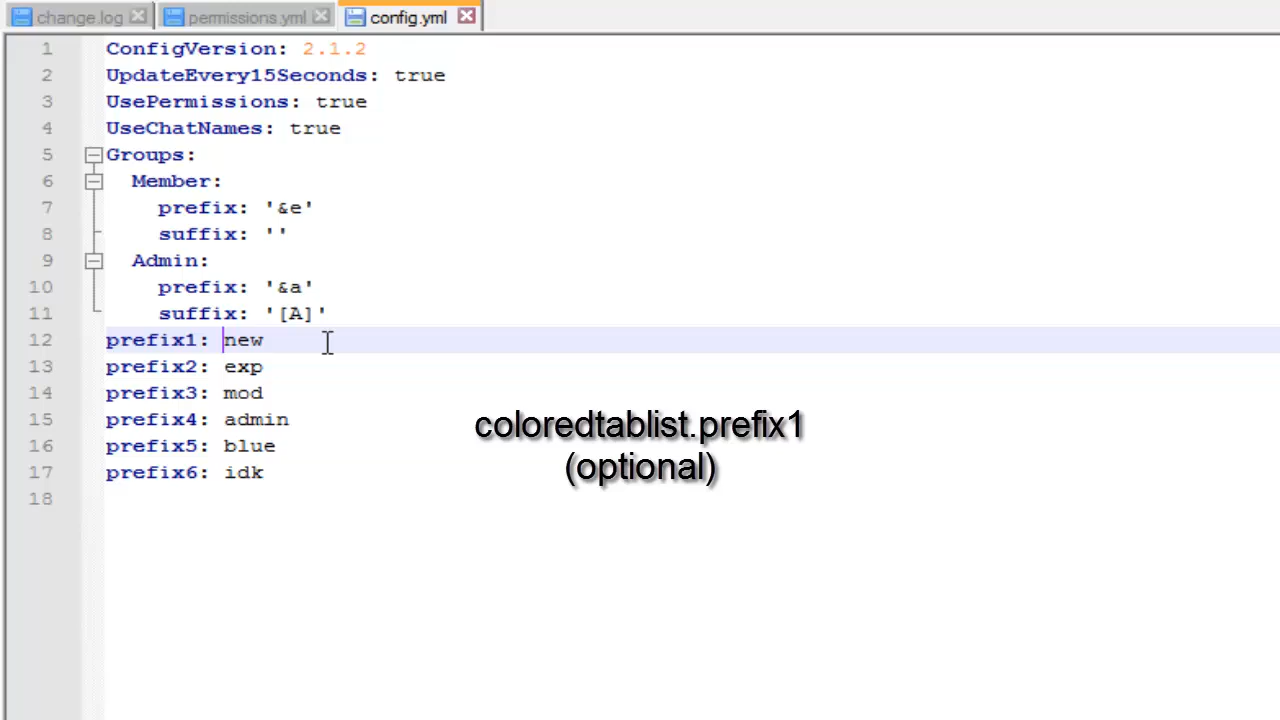 change.log permissions.yml config.yml
1 ConfigVersion: 2.1.2
2 UpdateEvery15Seconds: true
3 UsePermissions: true
4 UseChatNames: true
5 Groups:
6 Member:
7 prefix: '&e'
8 suffix: ''
9 Admin:
10 prefix: '&a'
11 suffix: '[A]'
12 prefix1: new
13 prefix2: exp
14 prefix3: mod
15 prefix4: admin
16 prefix5: blue
17 prefix6: idk
18
coloredtablist.prefix1
(optional)